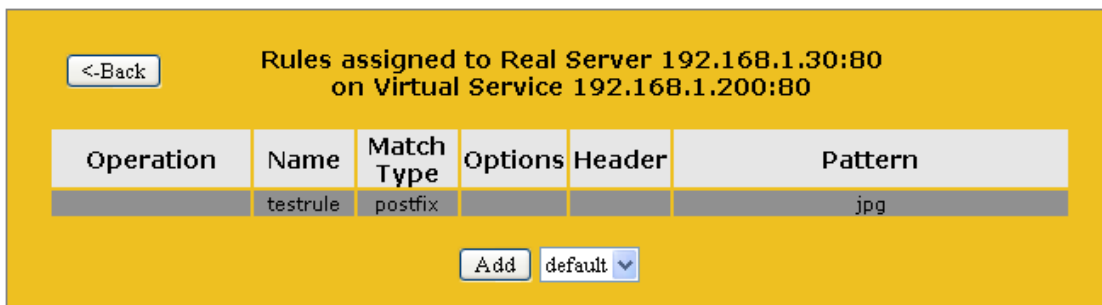 <-Back
Rules assigned to Real Server 192.168.1.30:80
on Virtual Service 192.168.1.200:80
Operation Name Match Type Options Header Pattern
testrule postfix jpg
Add default